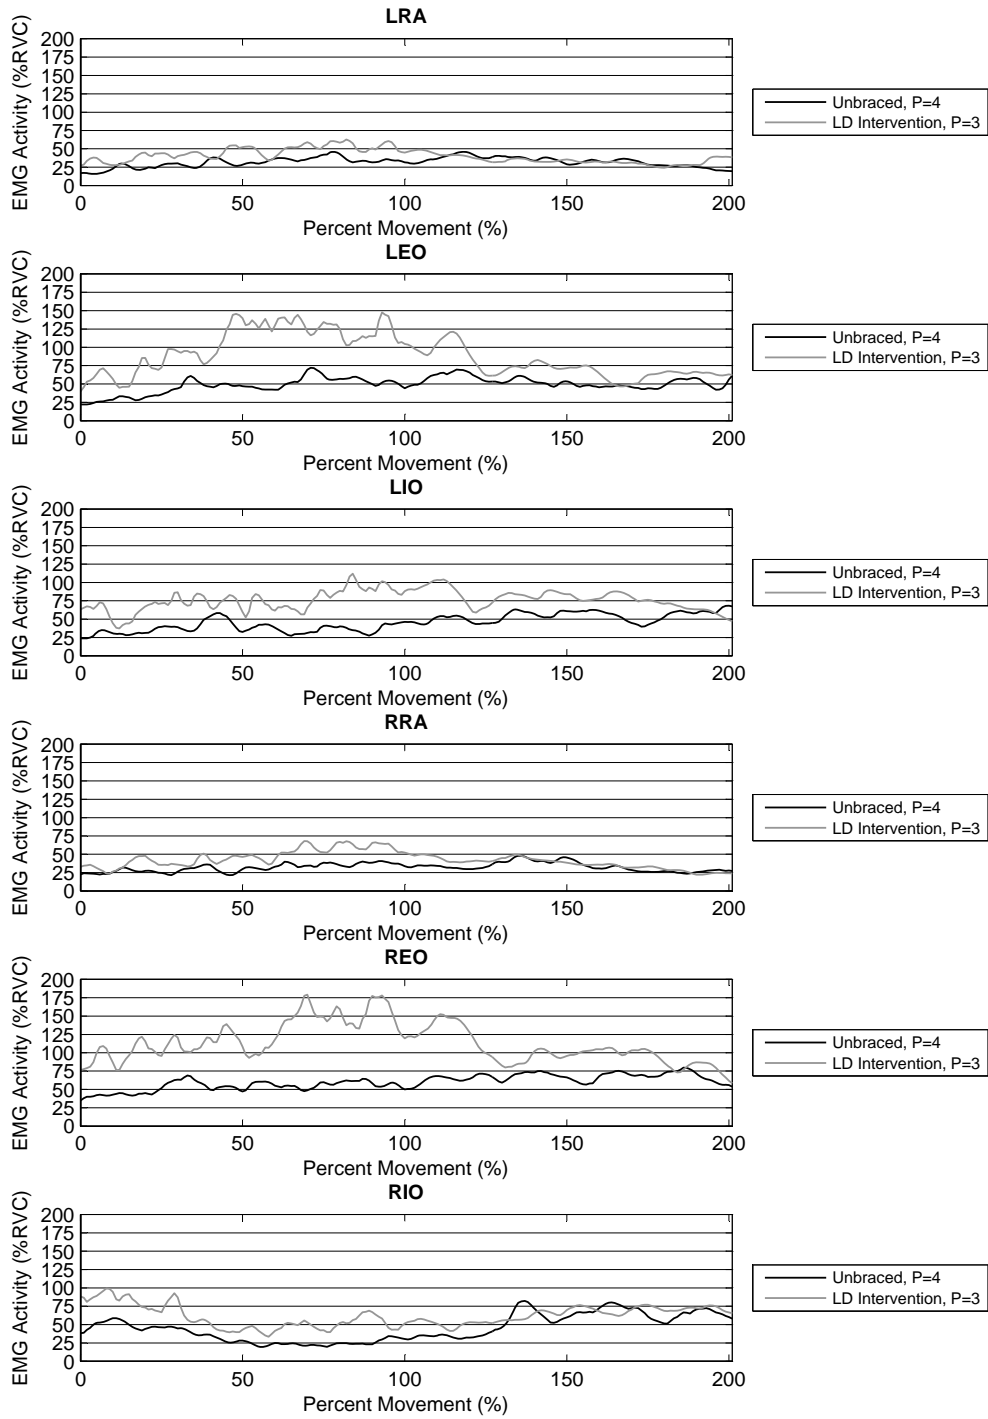 LRA
EMG Activity (%RVC)
200
175
150
125
100
75
50
25
0
0 50 100 150 200
Percent Movement (%)
Unbraced, P=4
LD Intervention, P=3
LEO
EMG Activity (%RVC)
200
175
150
125
100
75
50
25
0
0 50 100 150 200
Percent Movement (%)
Unbraced, P=4
LD Intervention, P=3
LIO
EMG Activity (%RVC)
200
175
150
125
100
75
50
25
0
0 50 100 150 200
Percent Movement (%)
Unbraced, P=4
LD Intervention, P=3
RRA
EMG Activity (%RVC)
200
175
150
125
100
75
50
25
0
0 50 100 150 200
Percent Movement (%)
Unbraced, P=4
LD Intervention, P=3
REO
EMG Activity (%RVC)
200
175
150
125
100
75
50
25
0
0 50 100 150 200
Percent Movement (%)
Unbraced, P=4
LD Intervention, P=3
RIO
EMG Activity (%RVC)
200
175
150
125
100
75
50
25
0
0 50 100 150 200
Percent Movement (%)
Unbraced, P=4
LD Intervention, P=3